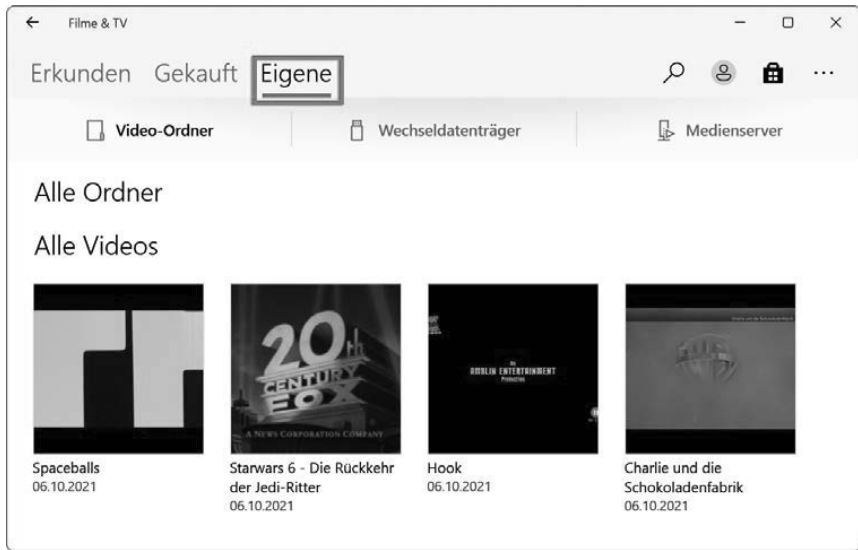 Filme & TV
Erkunden Gekauft Eigene
Video-Ordner Wechseldatenträger Medienserver
Alle Ordner
Alle Videos
20th
CENTURY
FOX
A NEWS CORPORATION COMPANY
AMBLIN ENTERTAINMENT
Production
Spaceballs
06.10.2021
Starwars 6 - Die Rückkehr
der Jedi-Ritter
06.10.2021
Hook
06.10.2021
Charlie und die
Schokoladenfabrik
06.10.2021